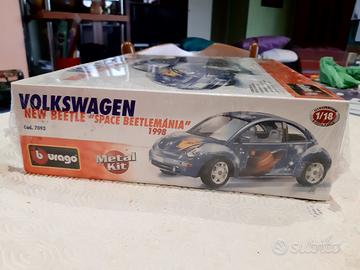 VOLKSWAGEN
NEW BEETLE "SPACE BEETLEMANIA"
1998
cod. 7092
1/18
burago
Metal
Kit
Subito